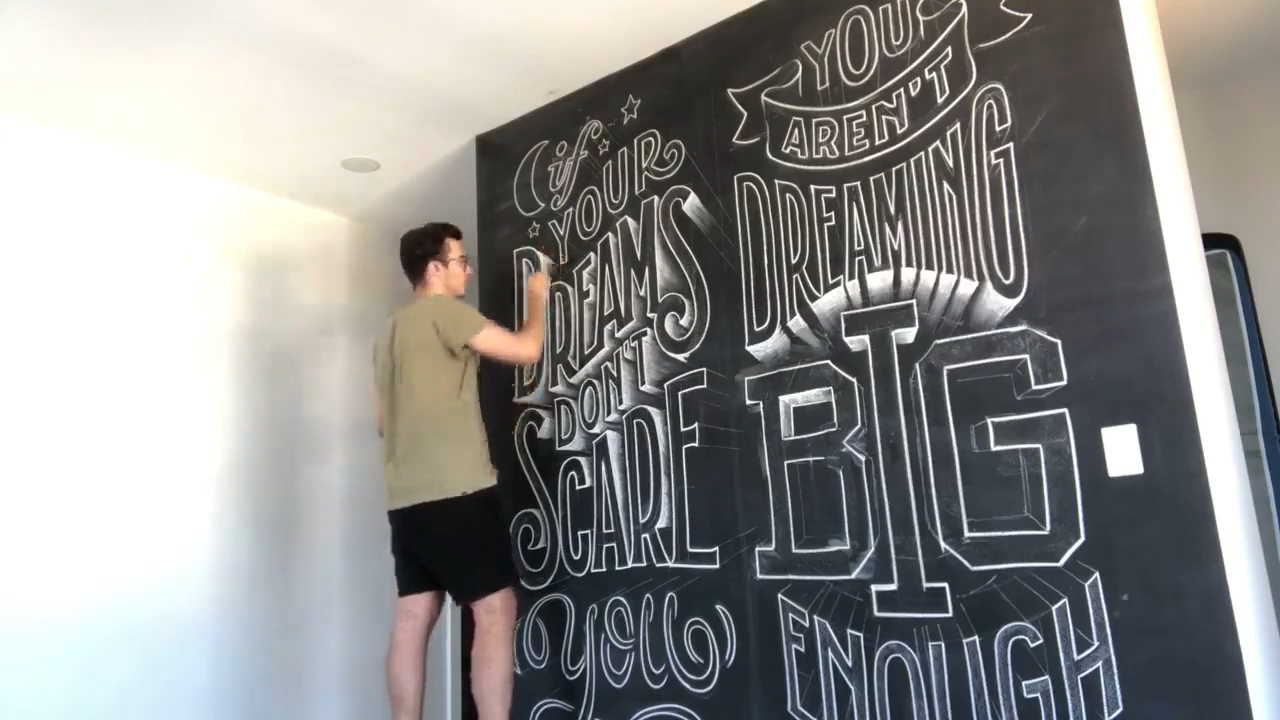 if
YOUR
DREAMS
DON'T
SCARE
you
YOU
AREN'T
DREAMING
BIG
ENOUGH